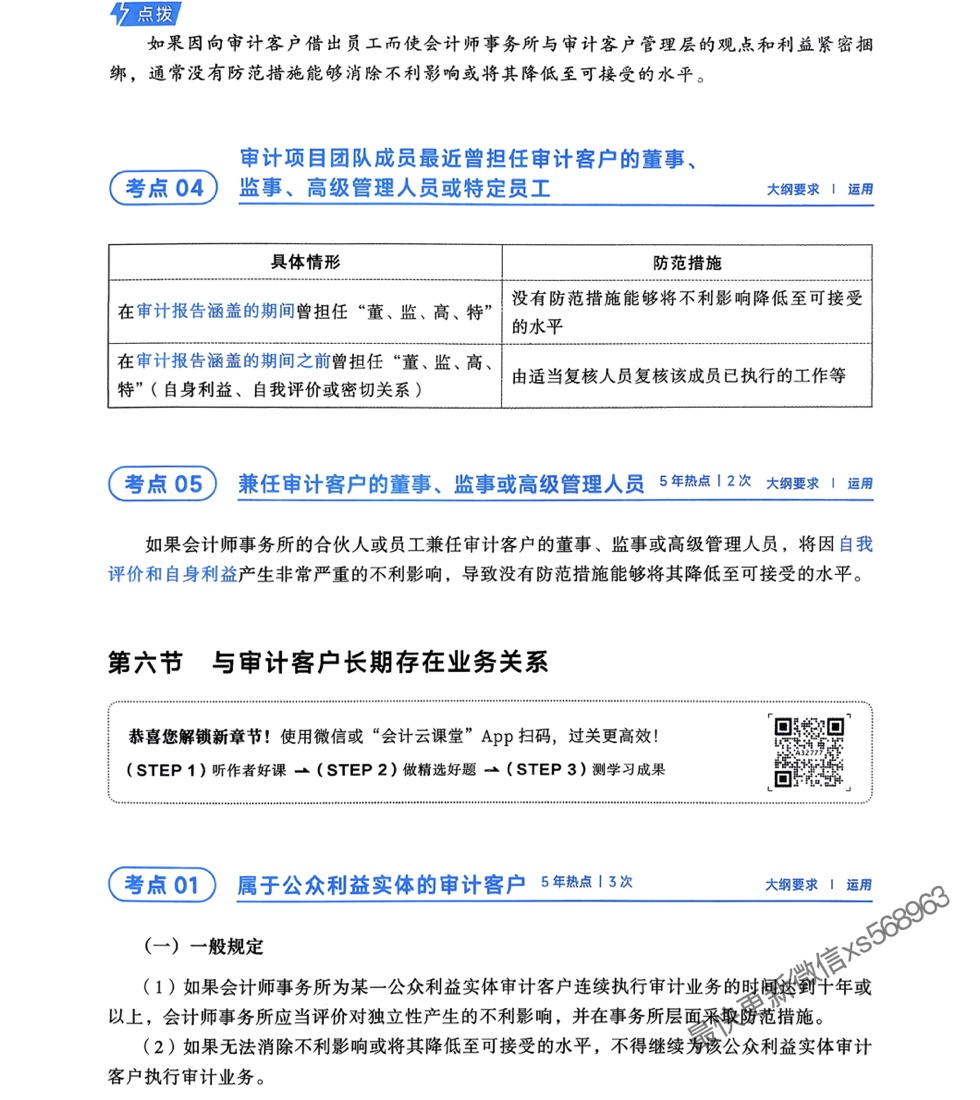 点拨
如果因向审计客户借出员工而使会计师事务所与审计客户管理层的观点和利益紧密捆
绑，通常没有防范措施能够消除不利影响或将其降低至可接受的水平。
考点 04
审计项目团队成员最近曾担任审计客户的董事、
监事、高级管理人员或特定员工
大纲要求 | 运用
具体情形
防范措施
在审计报告涵盖的期间曾担任“董、监、高、特”
没有防范措施能够将不利影响降低至可接受
的水平
在审计报告涵盖的期间之前曾担任“董、监、高、
特”（自身利益、自我评价或密切关系）
由适当复核人员复核该成员已执行的工作等
考点 05
兼任审计客户的董事、监事或高级管理人员
5 年热点 | 2 次
大纲要求 | 运用
如果会计师事务所的合伙人或员工兼任审计客户的董事、监事或高级管理人员，将因自我
评价和自身利益产生非常严重的不利影响，导致没有防范措施能够将其降低至可接受的水平。
第六节 与审计客户长期存在业务关系
恭喜您解锁新章节！使用微信或“会计云课堂”App 扫码，过关更高效！
（STEP 1）听作者好课 ⇀（STEP 2）做精选好题 ⇀（STEP 3）测学习成果
A32777
考点 01
属于公众利益实体的审计客户
5 年热点 | 3 次
大纲要求 | 运用
（一）一般规定
（1）如果会计师事务所为某一公众利益实体审计客户连续执行审计业务的时间达到十年或
以上，会计师事务所应当评价对独立性产生的不利影响，并在事务所层面采取防范措施。
（2）如果无法消除不利影响或将其降低至可接受的水平，不得继续为该公众利益实体审计
客户执行审计业务。
最快更新微信xs568963